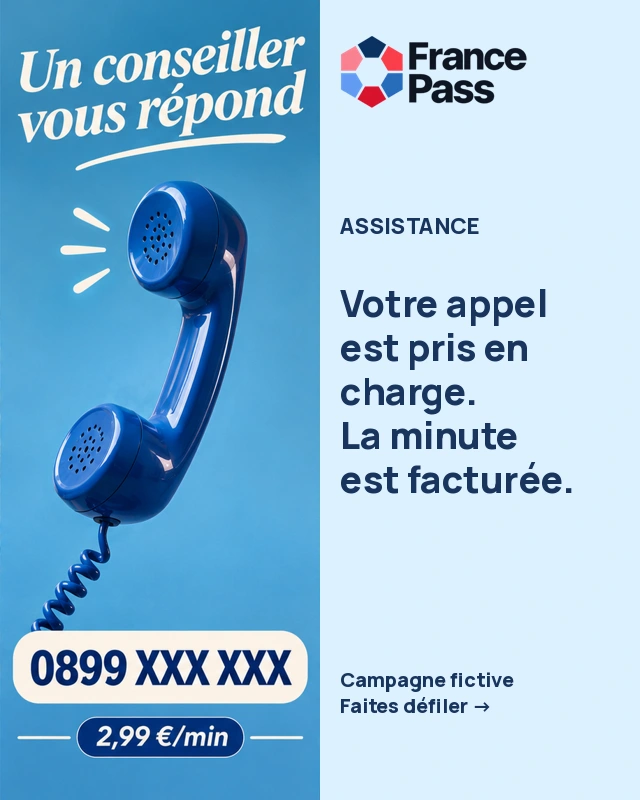 Un conseiller
vous répond
0899 XXX XXX
2,99 €/min
France
Pass
ASSISTANCE
Votre appel
est pris en
charge.
La minute
est facturée.
Campagne fictive
Faites défiler →